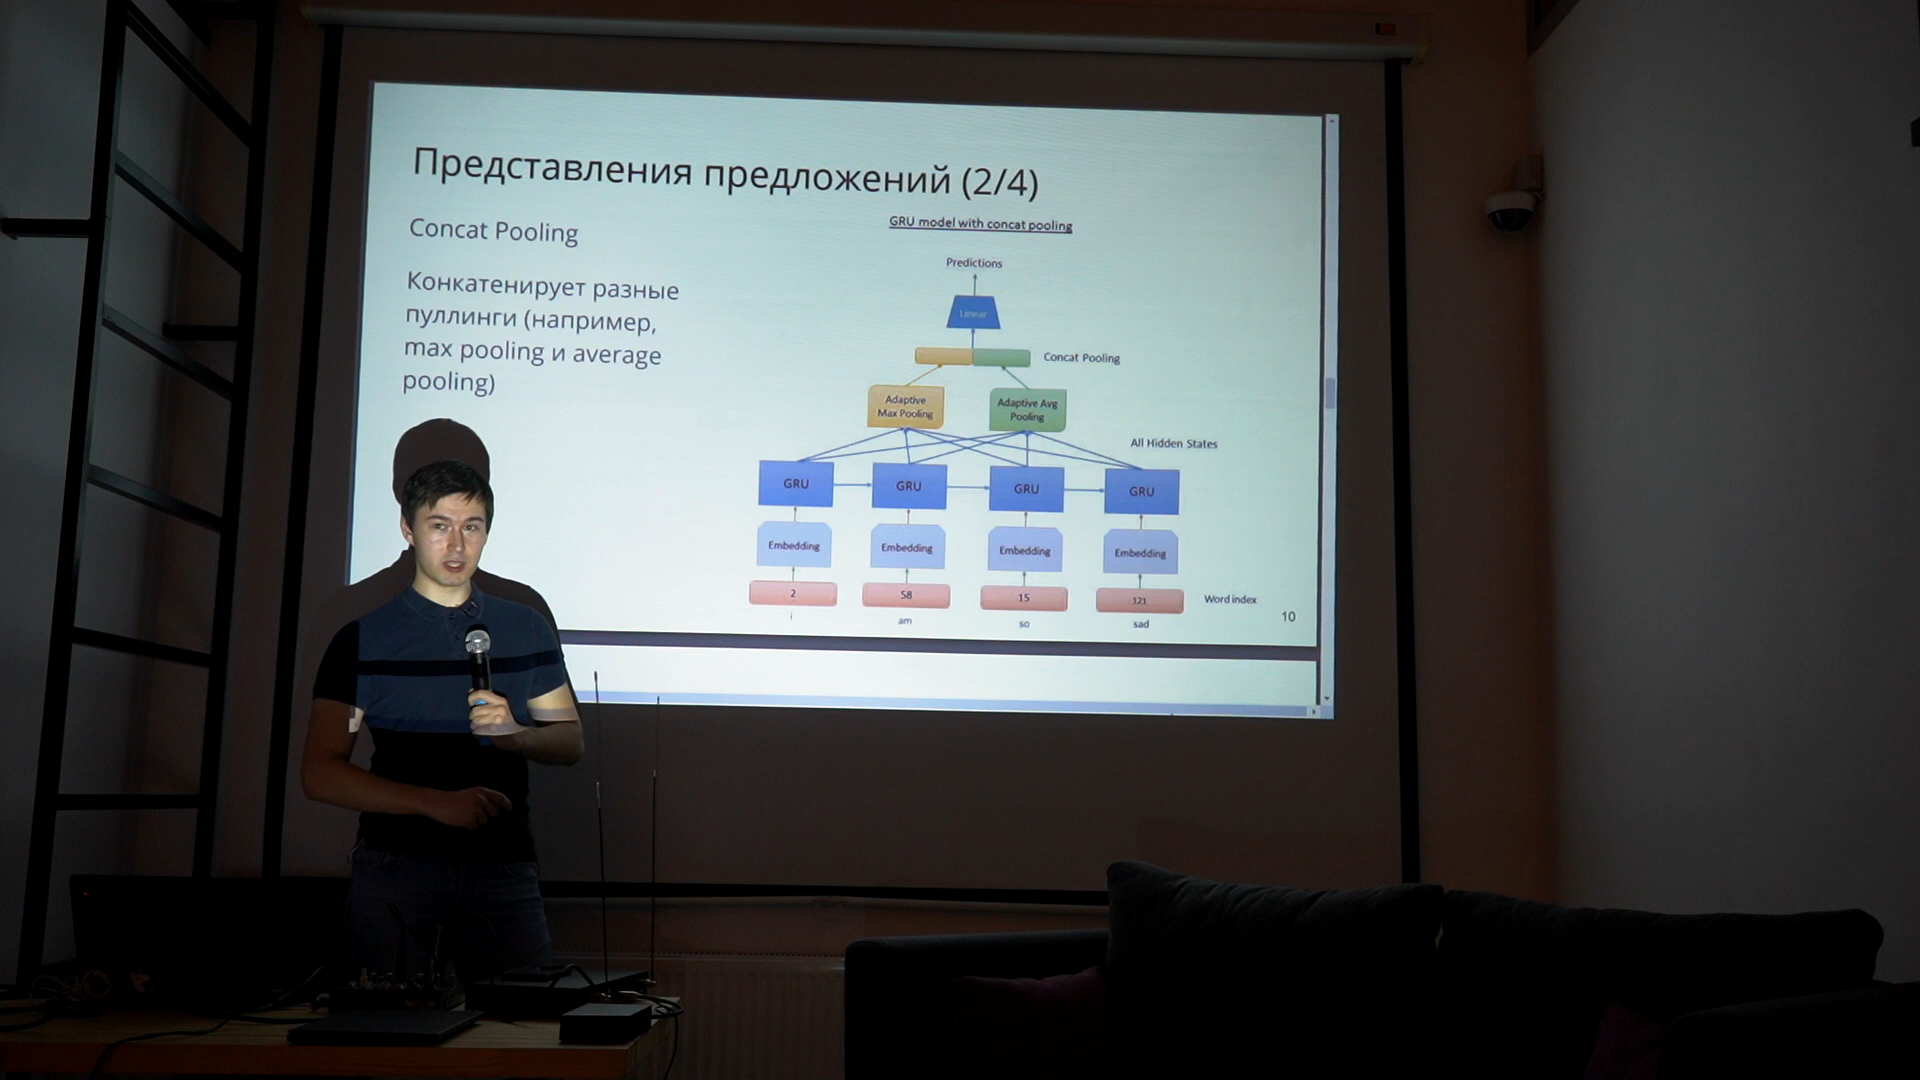 Представления предложений (2/4)
Concat Pooling
Конкатенирует разные
пуллинги (например,
max pooling и average
pooling)
GRU model with concat pooling
Predictions
Linear
Concat Pooling
Adaptive
Max Pooling
Adaptive Avg
Pooling
All Hidden States
GRU GRU GRU GRU
Embedding Embedding Embedding Embedding
2 58 15 121 Word index
i am so sad
10